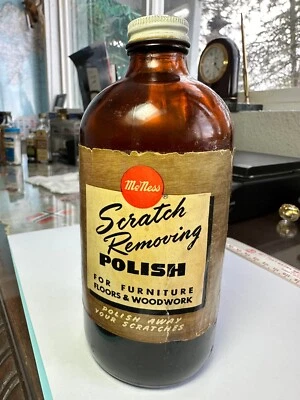 McNess
Scratch
Removing
POLISH
FOR FURNITURE
FLOORS & WOODWORK
POLISH AWAY
YOUR SCRATCHES